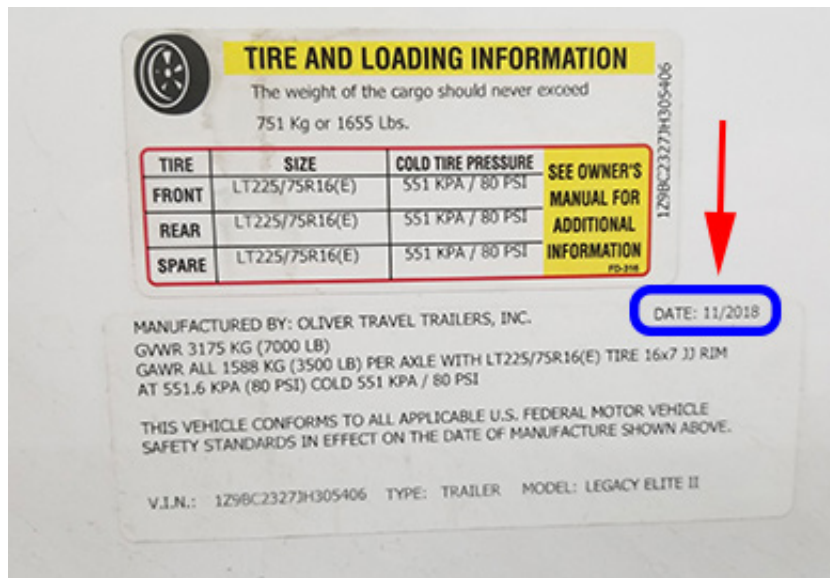 TIRE AND LOADING INFORMATION
The weight of the cargo should never exceed
751 Kg or 1655 Lbs.
TIRE SIZE COLD TIRE PRESSURE SEE OWNER'S MANUAL FOR ADDITIONAL INFORMATION
FRONT LT225/75R16(E) 551 KPA / 80 PSI
REAR LT225/75R16(E) 551 KPA / 80 PSI
SPARE LT225/75R16(E) 551 KPA / 80 PSI
FD-316
1Z9BC2327JH305406
DATE: 11/2018
MANUFACTURED BY: OLIVER TRAVEL TRAILERS, INC.
GVWR 3175 KG (7000 LB)
GAWR ALL 1588 KG (3500 LB) PER AXLE WITH LT225/75R16(E) TIRE 16x7 JJ RIM
AT 551.6 KPA (80 PSI) COLD 551 KPA / 80 PSI
THIS VEHICLE CONFORMS TO ALL APPLICABLE U.S. FEDERAL MOTOR VEHICLE
SAFETY STANDARDS IN EFFECT ON THE DATE OF MANUFACTURE SHOWN ABOVE.
V.I.N.: 1Z9BC2327JH305406 TYPE: TRAILER MODEL: LEGACY ELITE II